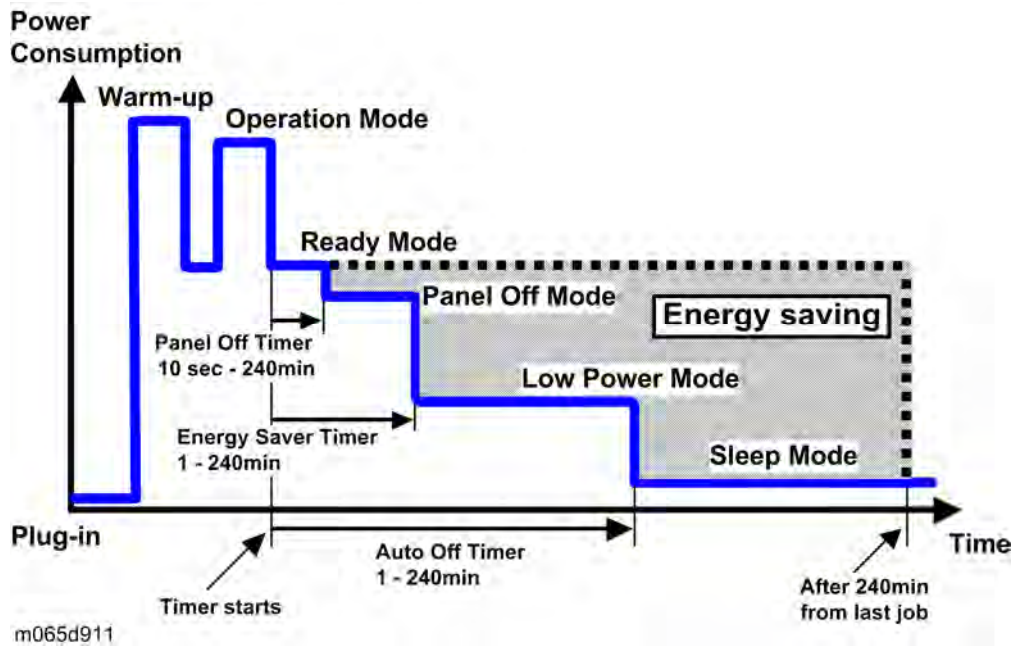 Power
Consumption
Warm-up
Operation Mode
Ready Mode
Panel Off Mode
Energy saving
Panel Off Timer
10 sec - 240min
Low Power Mode
Energy Saver Timer
1 - 240min
Sleep Mode
Plug-in
Time
Auto Off Timer
1 - 240min
Timer starts
After 240min
from last job
m065d911